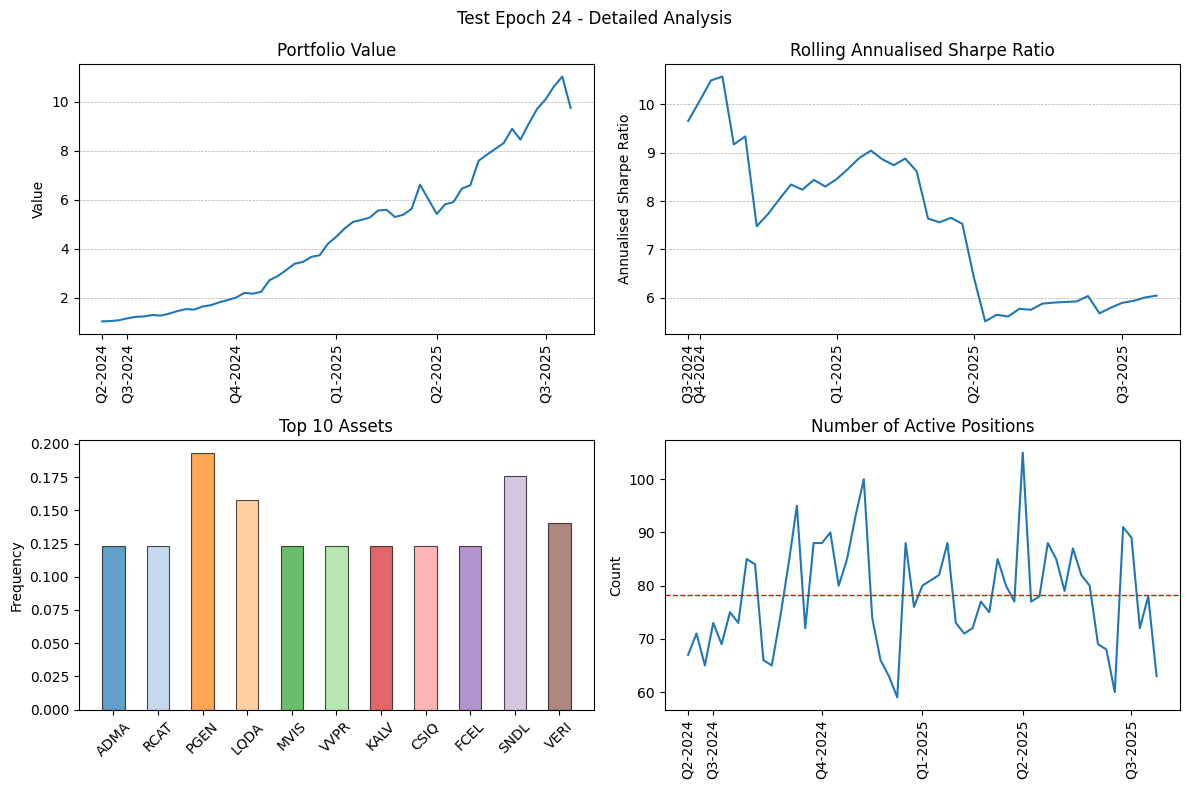 Test Epoch 24 - Detailed Analysis
Portfolio Value
Value
10
8
6
4
2
Q2-2024
Q3-2024
Q4-2024
Q1-2025
Q2-2025
Q3-2025
Rolling Annualised Sharpe Ratio
Annualised Sharpe Ratio
10
9
8
7
6
Q3-2024
Q4-2024
Q1-2025
Q2-2025
Q3-2025
Top 10 Assets
Frequency
0.200
0.175
0.150
0.125
0.100
0.075
0.050
0.025
0.000
ADMA
RCAT
PGEN
LQDA
MVIS
VVPR
KALV
CSIQ
FCEL
SNDL
VERI
Number of Active Positions
Count
100
90
80
70
60
Q2-2024
Q3-2024
Q4-2024
Q1-2025
Q2-2025
Q3-2025